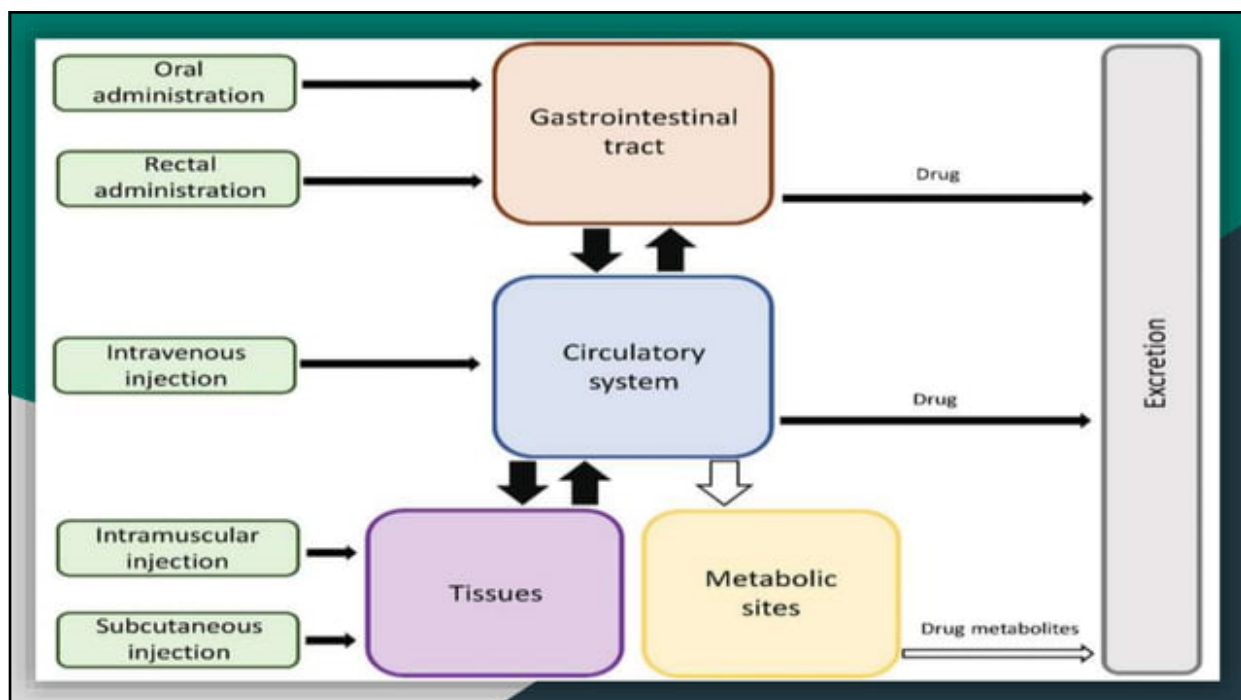 Oral
administration
Gastrointestinal
tract
Rectal
administration
Drug
Intravenous
injection
Circulatory
system
Drug
Excretion
Intramuscular
injection
Tissues
Metabolic
sites
Subcutaneous
injection
Drug metabolites